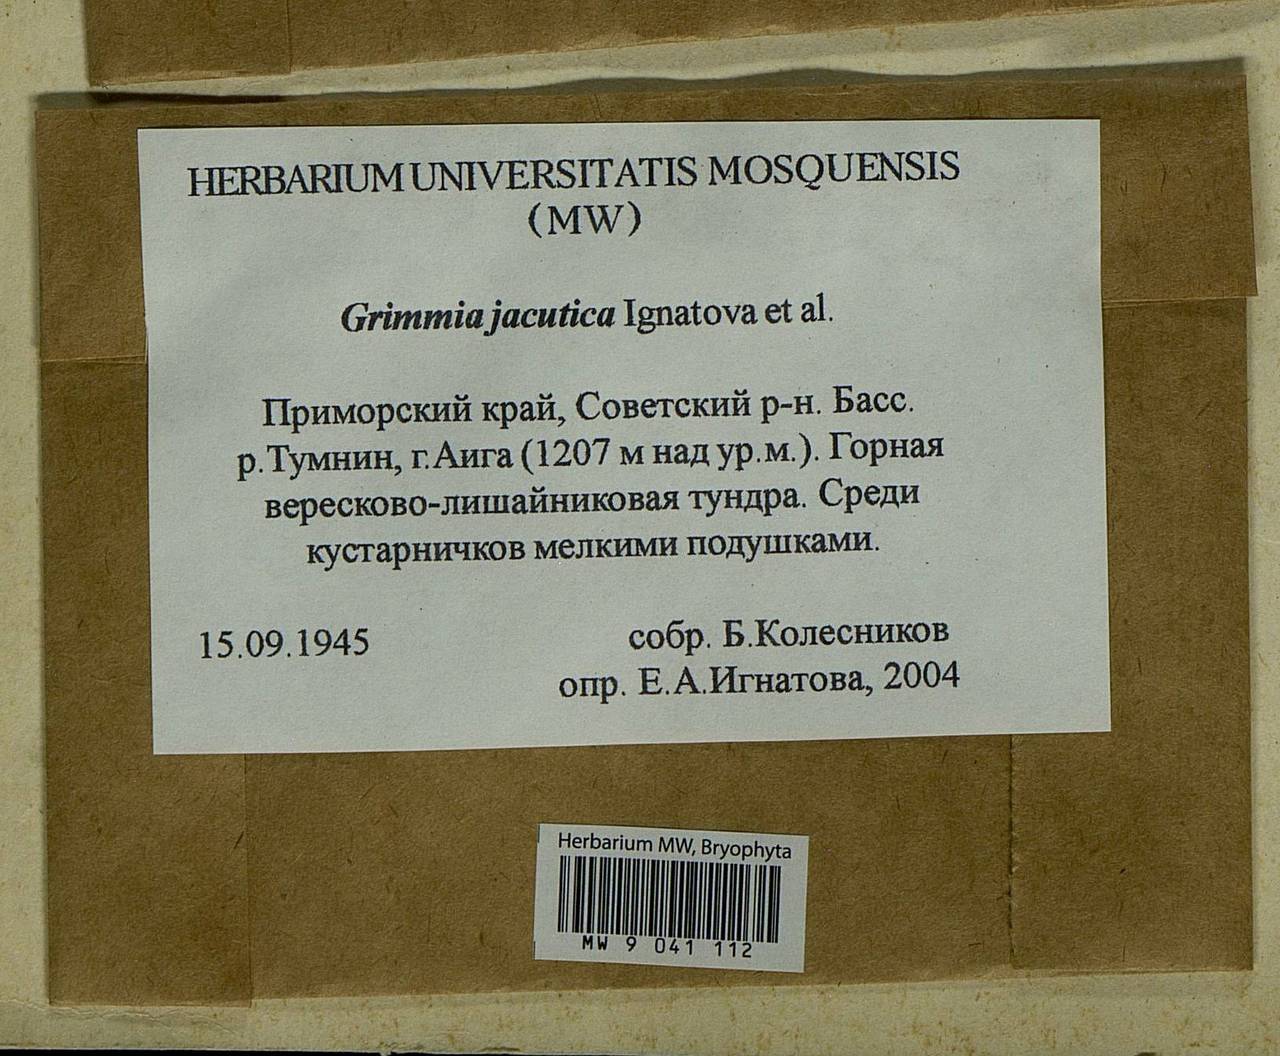 HERBARIUM UNIVERSITATIS MOSQUENSIS
(MW)
Grimmia jacutica Ignatova et al.
Приморский край, Советский р-н. Басс.
р.Тумнин, г.Аига (1207 м над ур.м.). Горная
вересково-лишайниковая тундра. Среди
кустарничков мелкими подушками.
15.09.1945
собр. Б.Колесников
опр. Е.А.Игнатова, 2004
Herbarium MW, Bryophyta
MW 9 041 112